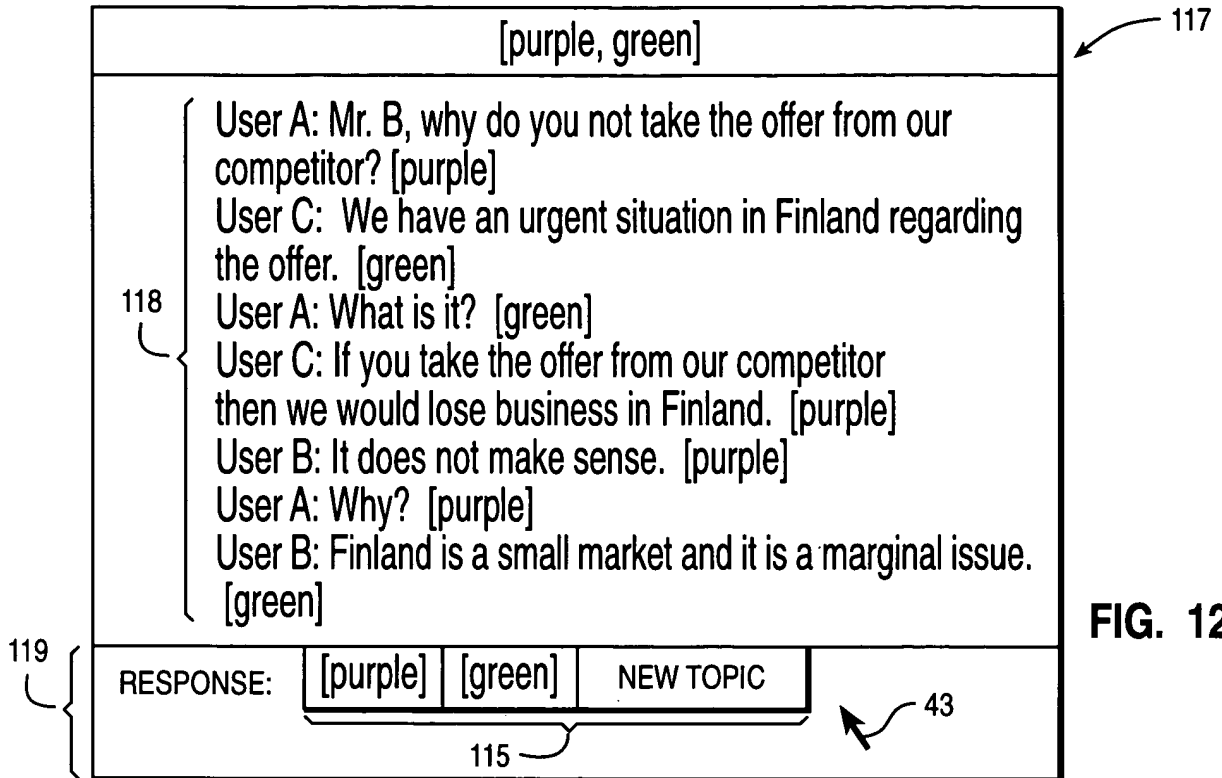 [purple, green]
117
User A: Mr. B, why do you not take the offer from our
competitor? [purple]
User C: We have an urgent situation in Finland regarding
the offer. [green]
118
User A: What is it? [green]
User C: If you take the offer from our competitor
then we would lose business in Finland. [purple]
User B: It does not make sense. [purple]
User A: Why? [purple]
User B: Finland is a small market and it is a marginal issue.
[green]
FIG. 12
119
RESPONSE: [purple] [green] NEW TOPIC
43
115